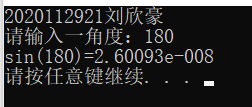 2020112921刘欣豪
请输入一角度：180
sin(180)=2.60093e-008
请按任意键继续. . .